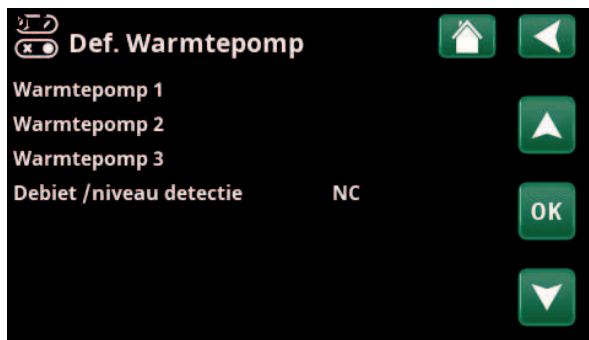 Def. Warmtepomp
Warmtepomp 1
Warmtepomp 2
Warmtepomp 3
Debiet /niveau detectie NC
OK